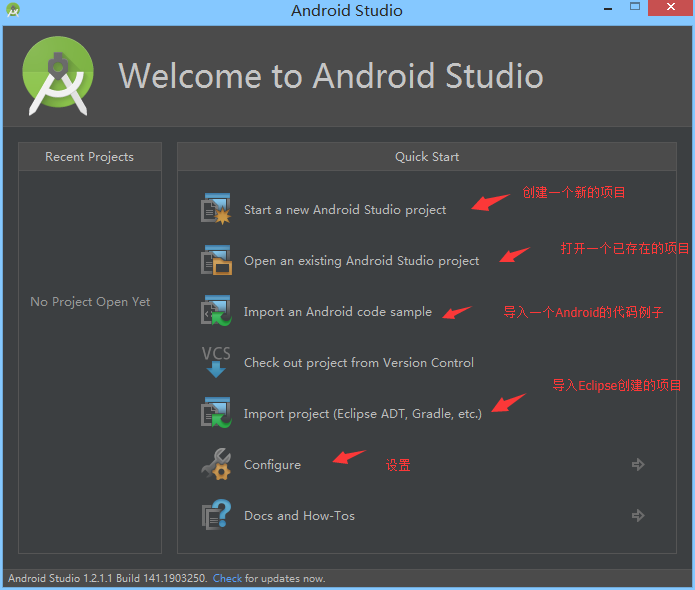 Android Studio
Welcome to Android Studio
Recent Projects
No Project Open Yet
Quick Start
Start a new Android Studio project
创建一个新的项目
Open an existing Android Studio project
打开一个已存在的项目
Import an Android code sample
导入一个Android的代码例子
VCS
Check out project from Version Control
Import project (Eclipse ADT, Gradle, etc.)
导入Eclipse创建的项目
Configure
设置
Docs and How-Tos
Android Studio 1.2.1.1 Build 141.1903250. Check for updates now.